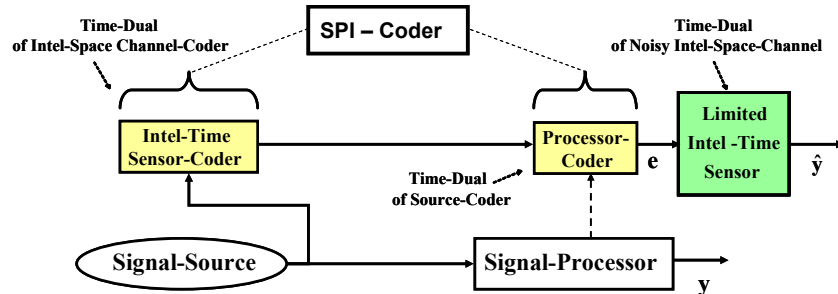 Time-Dual
of Intel-Space Channel-Coder
SPI – Coder
Time-Dual
of Noisy Intel-Space-Channel
Intel-Time
Sensor-Coder
Processor-
Coder
e
Limited
Intel -Time
Sensor
ŷ
Time-Dual
of Source-Coder
Signal-Source
Signal-Processor
y